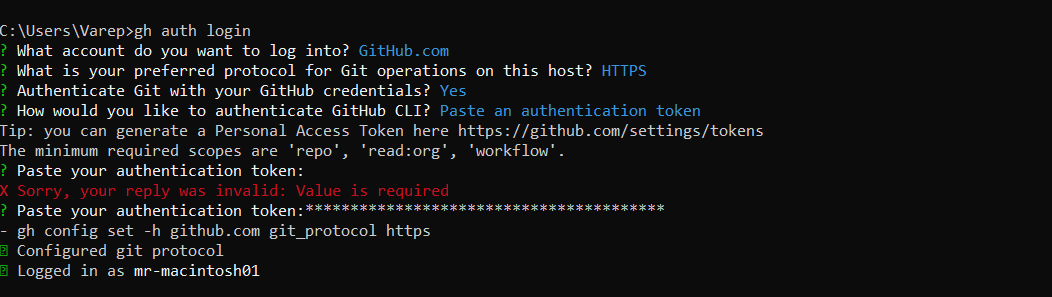 C:\Users\Varep>gh auth login
? What account do you want to log into? GitHub.com
? What is your preferred protocol for Git operations on this host? HTTPS
? Authenticate Git with your GitHub credentials? Yes
? How would you like to authenticate GitHub CLI? Paste an authentication token
Tip: you can generate a Personal Access Token here https://github.com/settings/tokens
The minimum required scopes are 'repo', 'read:org', 'workflow'.
? Paste your authentication token:
X Sorry, your reply was invalid: Value is required
? Paste your authentication token:****************************************
- gh config set -h github.com git_protocol https
⍰ Configured git protocol
⍰ Logged in as mr-macintosh01